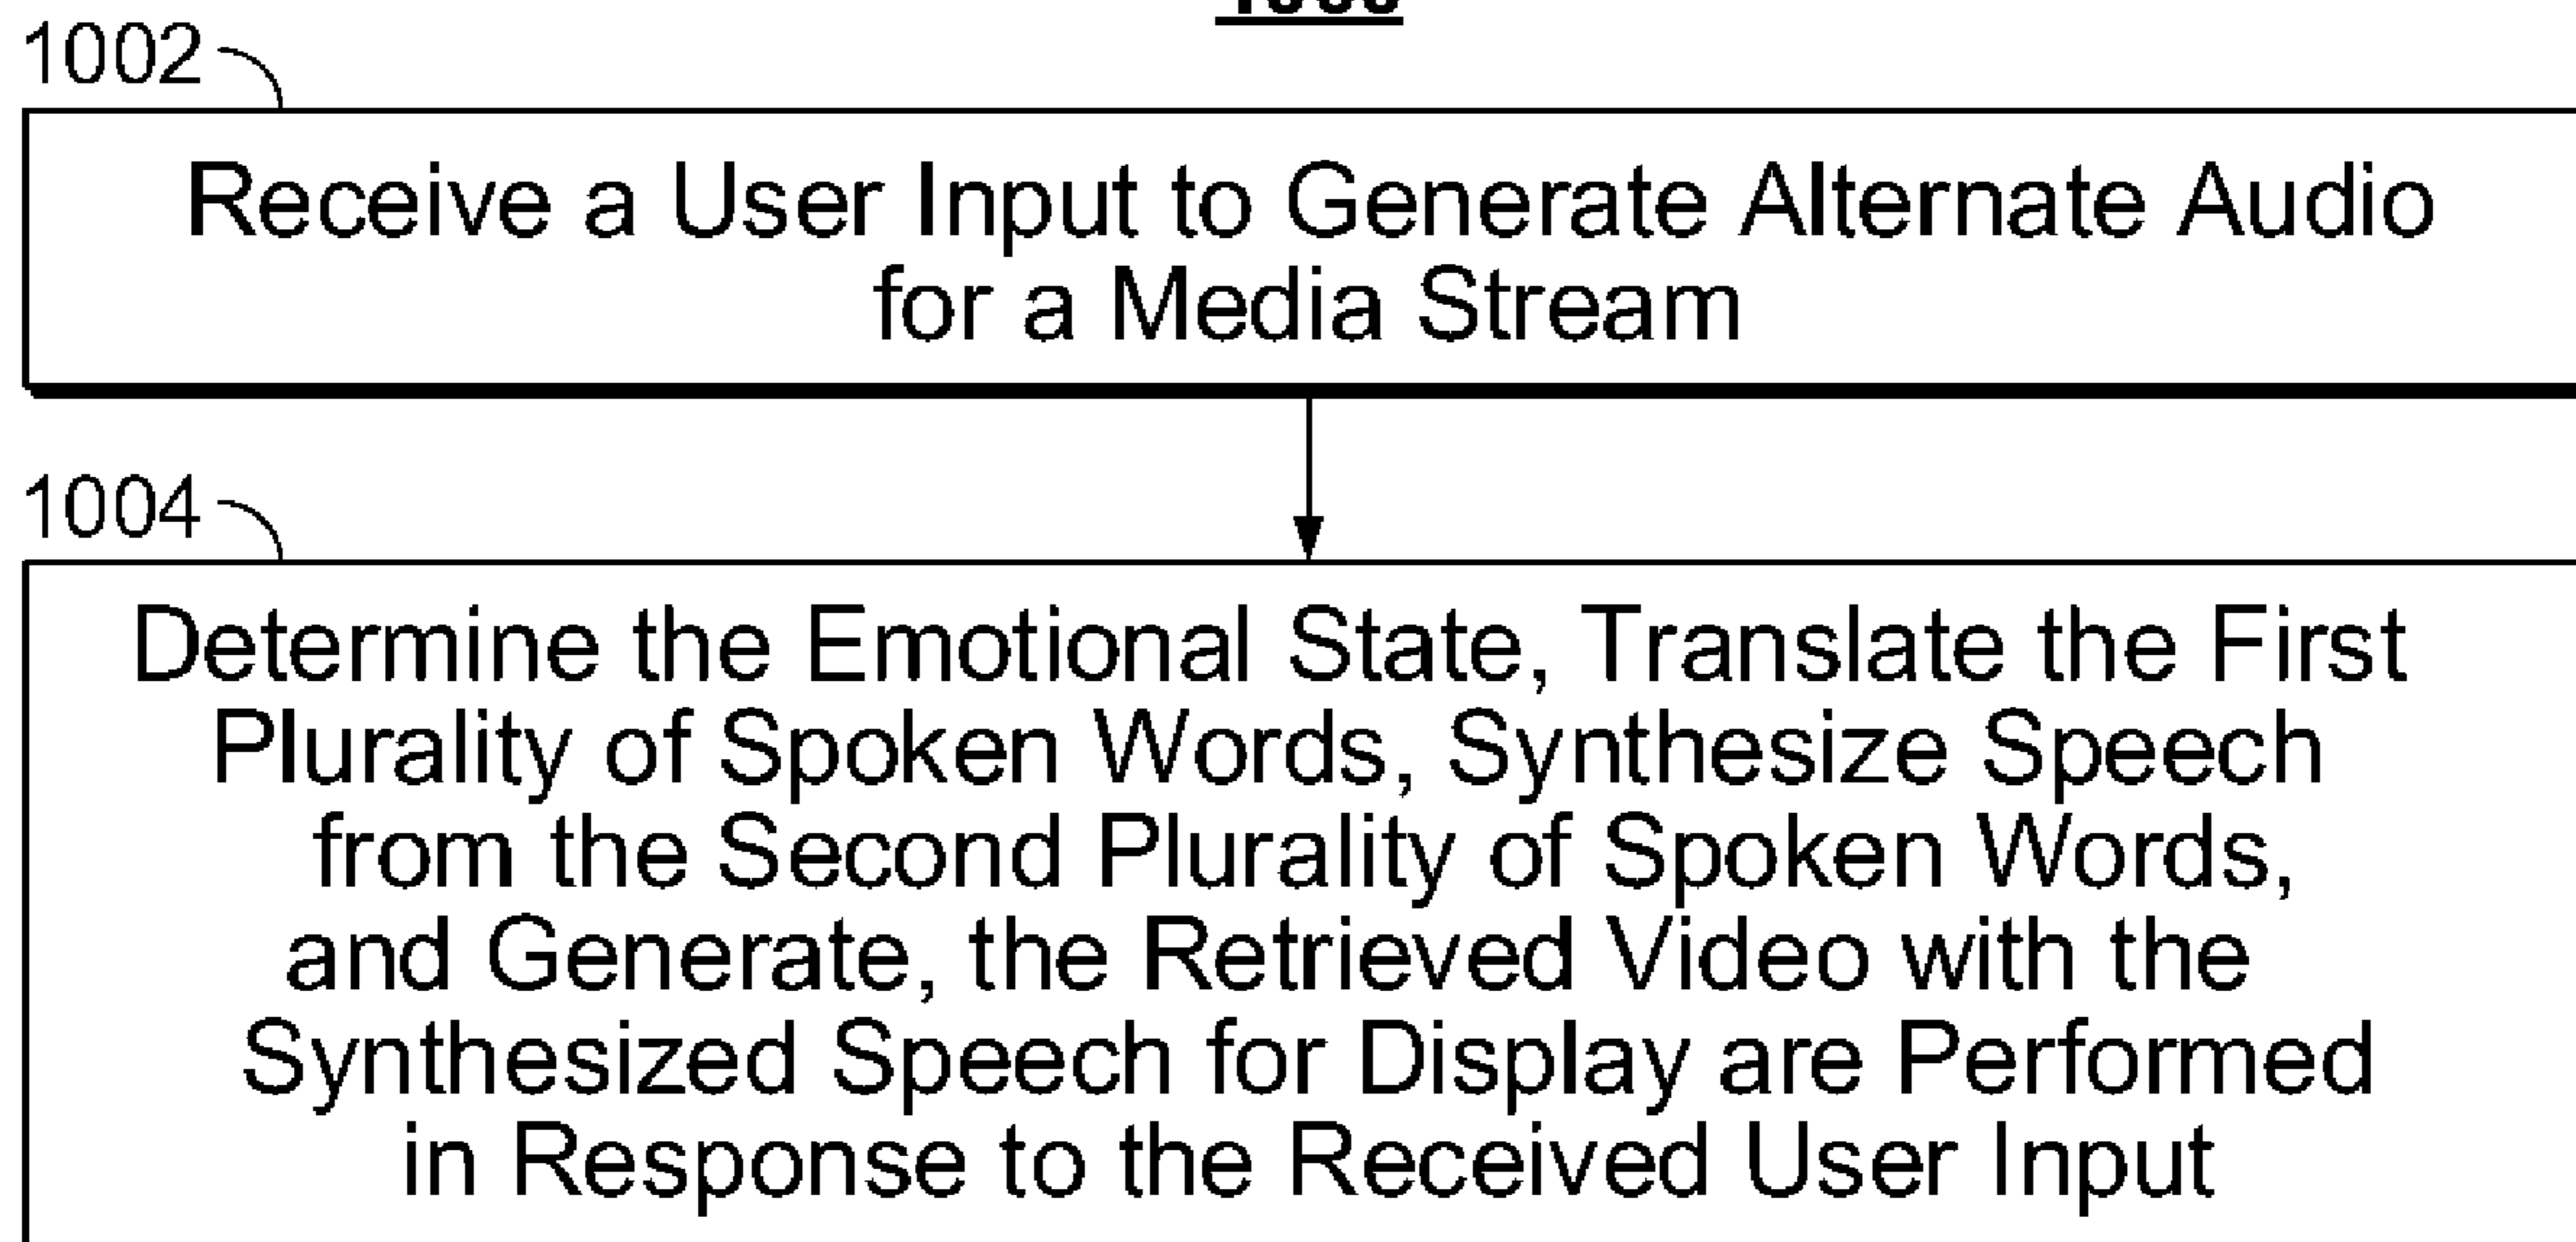 1002
Receive a User Input to Generate Alternate Audio
for a Media Stream
1004
Determine the Emotional State, Translate the First
Plurality of Spoken Words, Synthesize Speech
from the Second Plurality of Spoken Words,
and Generate, the Retrieved Video with the
Synthesized Speech for Display are Performed
in Response to the Received User Input